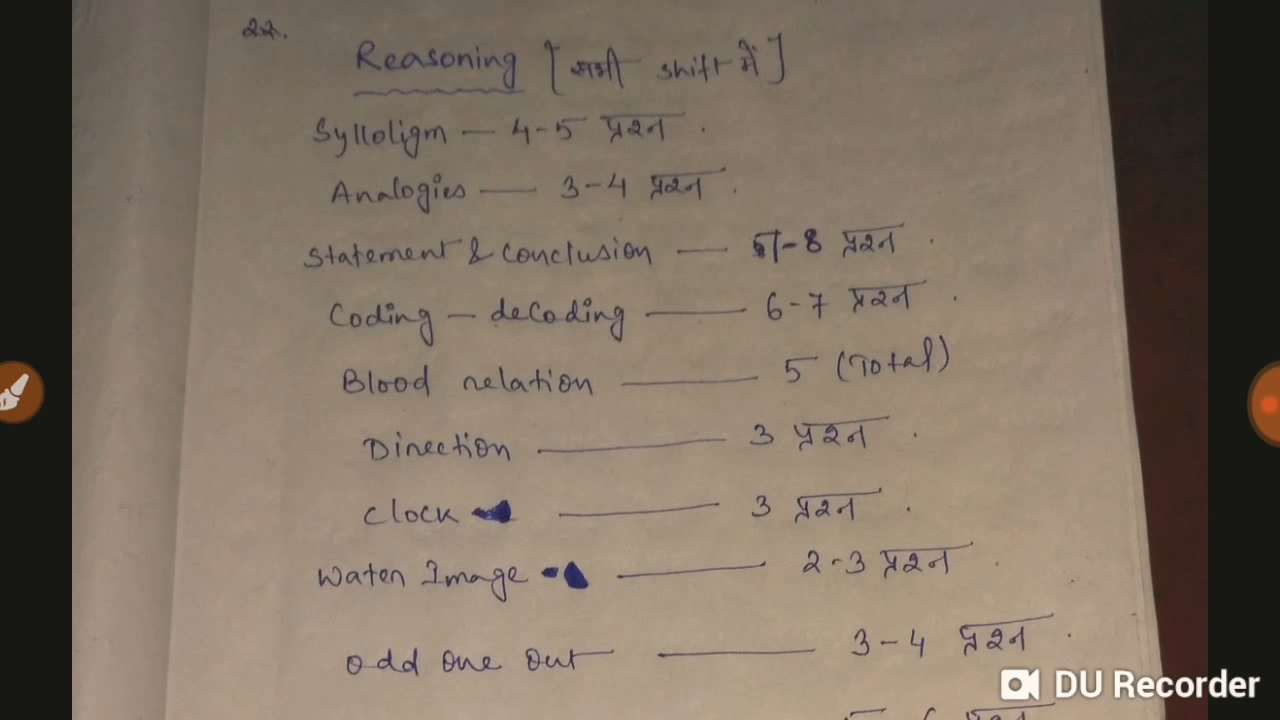 22.
Reasoning [सभी shift में]
Sylloligm — 4-5 प्रश्न .
Analogies — 3-4 प्रश्न .
Statement & conclusion — -8 प्रश्न .
Coding - decoding — 6-7 प्रश्न .
Blood relation — 5 (Total)
Direction — 3 प्रश्न .
Clock — 3 प्रश्न .
Water Image - — 2-3 प्रश्न .
odd one out — 3-4 प्रश्न .
DU Recorder